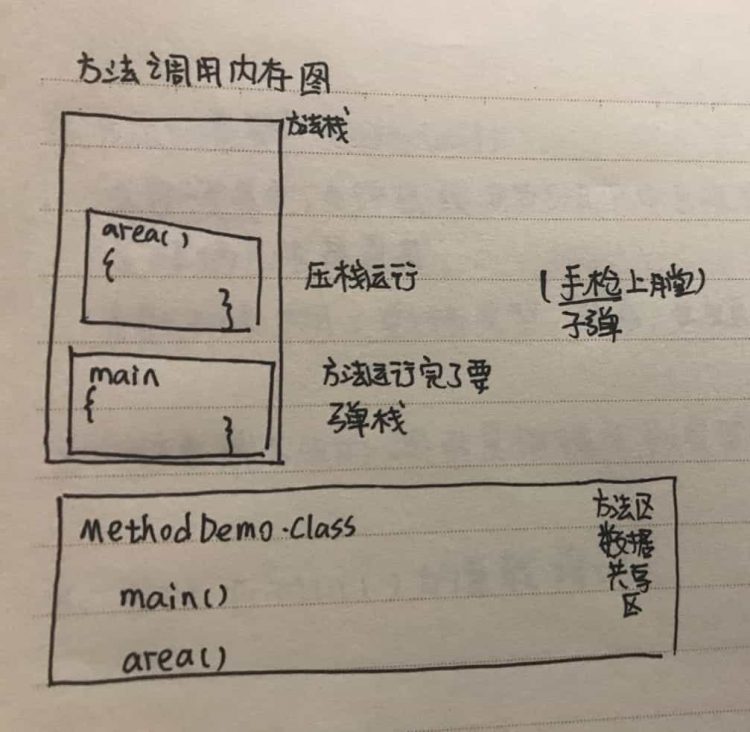 方法调用内存图
方法栈
area()
{
}
压栈运行
(手枪上膛)
子弹
main
{
}
方法运行完了要
弹栈
MethodDemo.class
main()
area()
方法区
数据
共享
区